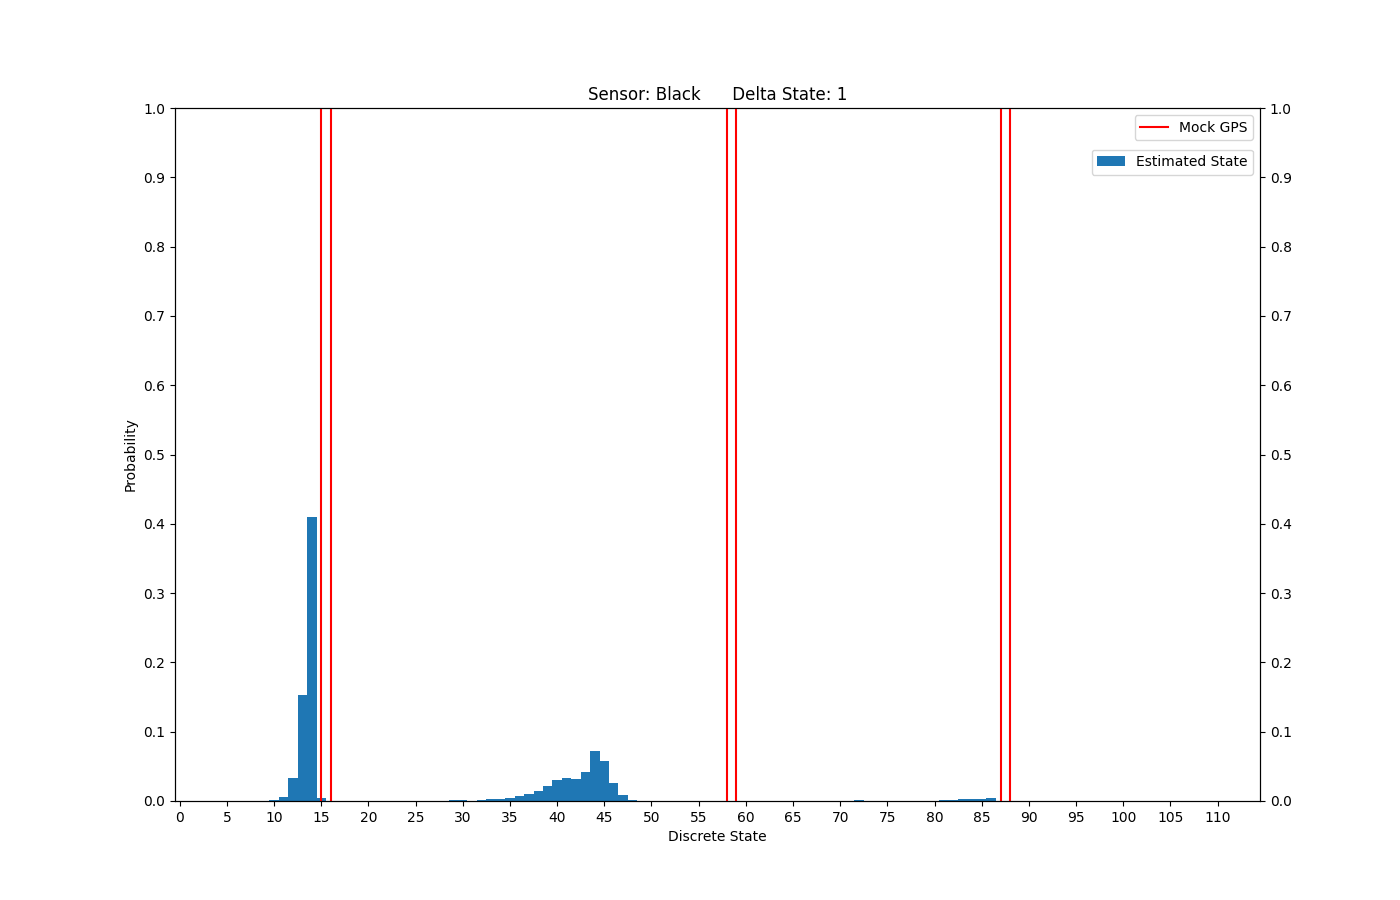 Sensor: Black Delta State: 1
1.0 1.0
Mock GPS
Estimated State
0.9 0.9
0.8 0.8
0.7 0.7
0.6 0.6
0.5 0.5
Probability
0.4 0.4
0.3 0.3
0.2 0.2
0.1 0.1
0.0 0.0
0 5 10 15 20 25 30 35 40 45 50 55 60 65 70 75 80 85 90 95 100 105 110
Discrete State